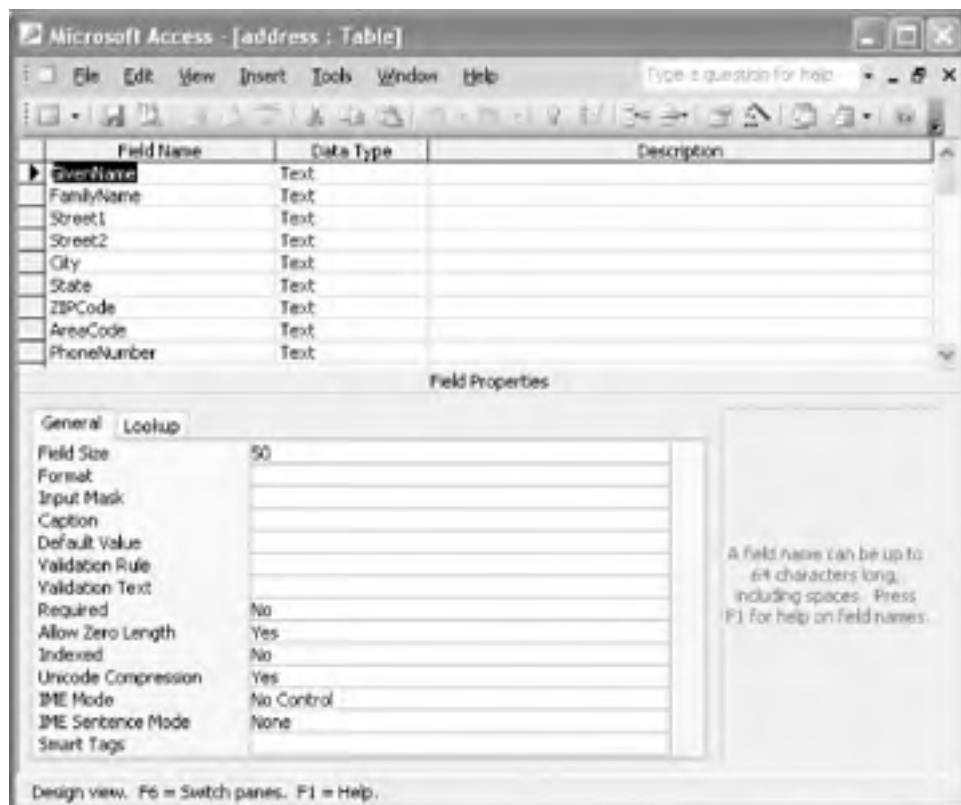 Microsoft Access - [address : Table]
File Edit View Insert Tools Window Help Type a question for help
Field Name Data Type Description
GivenName Text
FamilyName Text
Street1 Text
Street2 Text
City Text
State Text
ZIPCode Text
AreaCode Text
PhoneNumber Text
Field Properties
General Lookup
Field Size 50
Format
Input Mask
Caption
Default Value
Validation Rule
Validation Text
Required No
Allow Zero Length Yes
Indexed No
Unicode Compression Yes
IME Mode No Control
IME Sentence Mode None
Smart Tags
A field name can be up to
64 characters long,
including spaces. Press
F1 for help on field names.
Design view. F6 = Switch panes. F1 = Help.